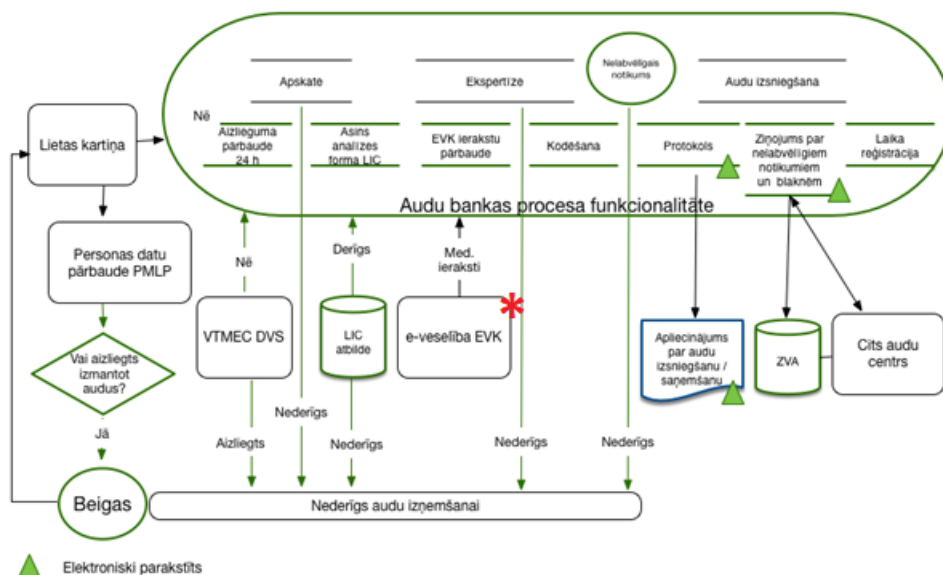 Apskate
Ekspertīze
Nelabvēlīgais
notikums
Audu izsniegšana
Nē
Lietas kartiņa
Aizlieguma
pārbaude
24 h
Asins
analīzes
forma LIC
EVK ierakstu
pārbaude
Kodēšana
Protokols
Ziņojums par
nelabvēlīgiem
notikumiem
un blaknēm
Laika
reģistrācija
Audu bankas procesa funkcionalitāte
Personas datu
pārbaude PMLP
Nē
Derīgs
Med.
ieraksti
VTMEC DVS
LIC
atbilde
e-veselība EVK
*
Apliecinājums
par audu
izsniegšanu /
saņemšanu
ZVA
Cits audu
centrs
Vai aizliegts
izmantot
audus?
Jā
Aizliegts
Nederīgs
Nederīgs
Nederīgs
Nederīgs
Beigas
Nederīgs audu izņemšanai
Elektroniski parakstīts